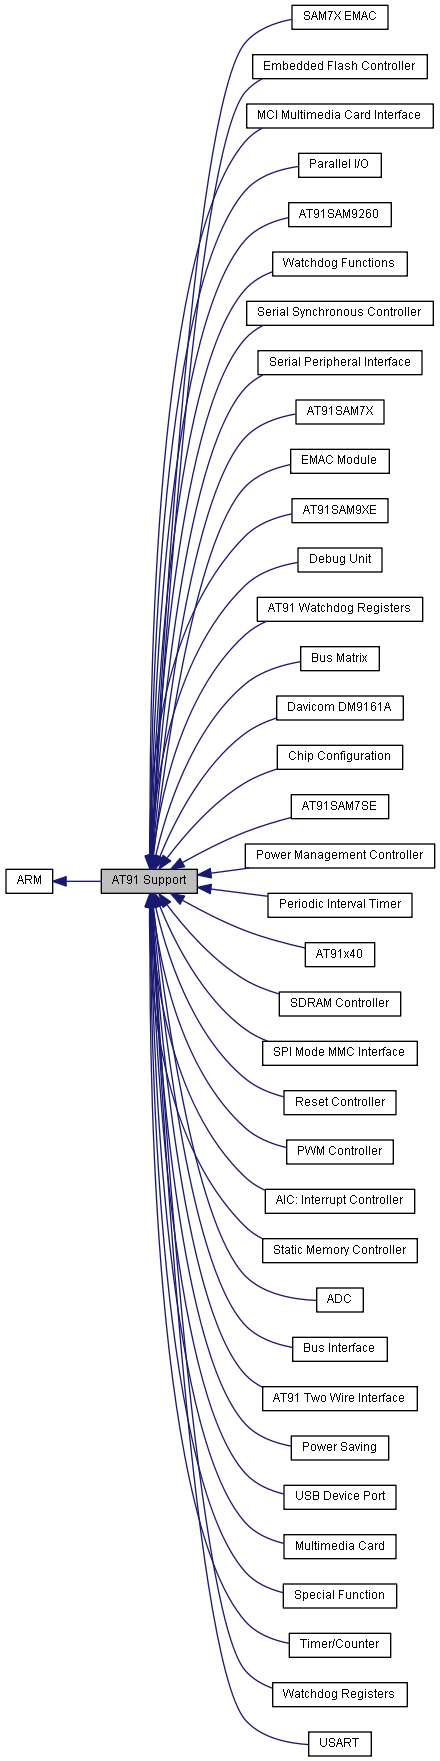 SAM7X EMAC
Embedded Flash Controller
MCI Multimedia Card Interface
Parallel I/O
AT91SAM9260
Watchdog Functions
Serial Synchronous Controller
Serial Peripheral Interface
AT91SAM7X
EMAC Module
AT91SAM9XE
Debug Unit
AT91 Watchdog Registers
Bus Matrix
Davicom DM9161A
Chip Configuration
AT91SAM7SE
Power Management Controller
ARM
AT91 Support
Periodic Interval Timer
AT91x40
SDRAM Controller
SPI Mode MMC Interface
Reset Controller
PWM Controller
AIC: Interrupt Controller
Static Memory Controller
ADC
Bus Interface
AT91 Two Wire Interface
Power Saving
USB Device Port
Multimedia Card
Special Function
Timer/Counter
Watchdog Registers
USART